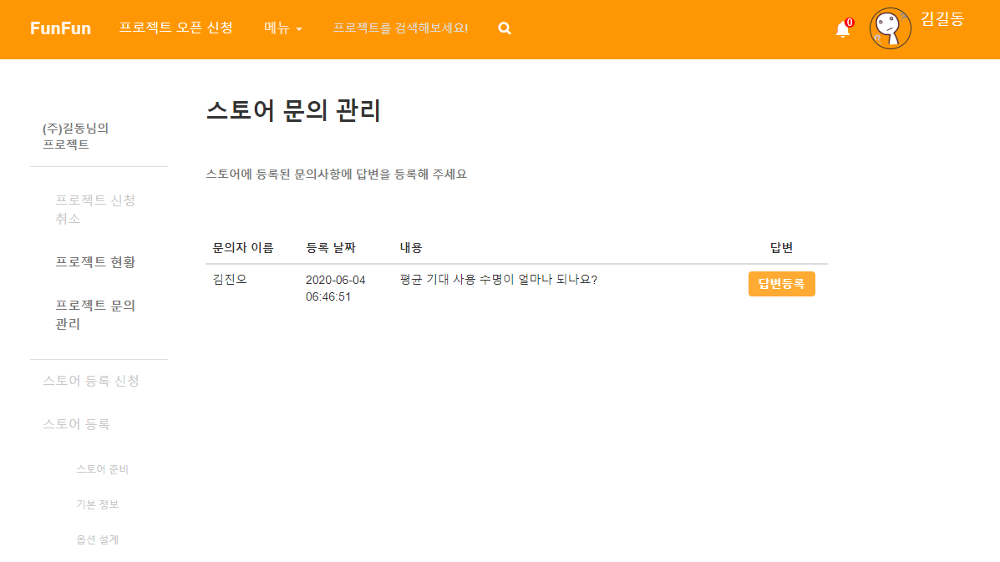 FunFun 프로젝트 오픈 신청 메뉴 프로젝트를 검색해보세요! 0 김길동
스토어 문의 관리
(주)길동님의
프로젝트
스토어에 등록된 문의사항에 답변을 등록해 주세요
프로젝트 신청
취소
프로젝트 현황
프로젝트 문의
관리
문의자 이름 등록 날짜 내용 답변
김진오 2020-06-04 평균 기대 사용 수명이 얼마나 되나요? 답변등록
06:46:51
스토어 등록 신청
스토어 등록
스토어 준비
기본 정보
옵션 설계